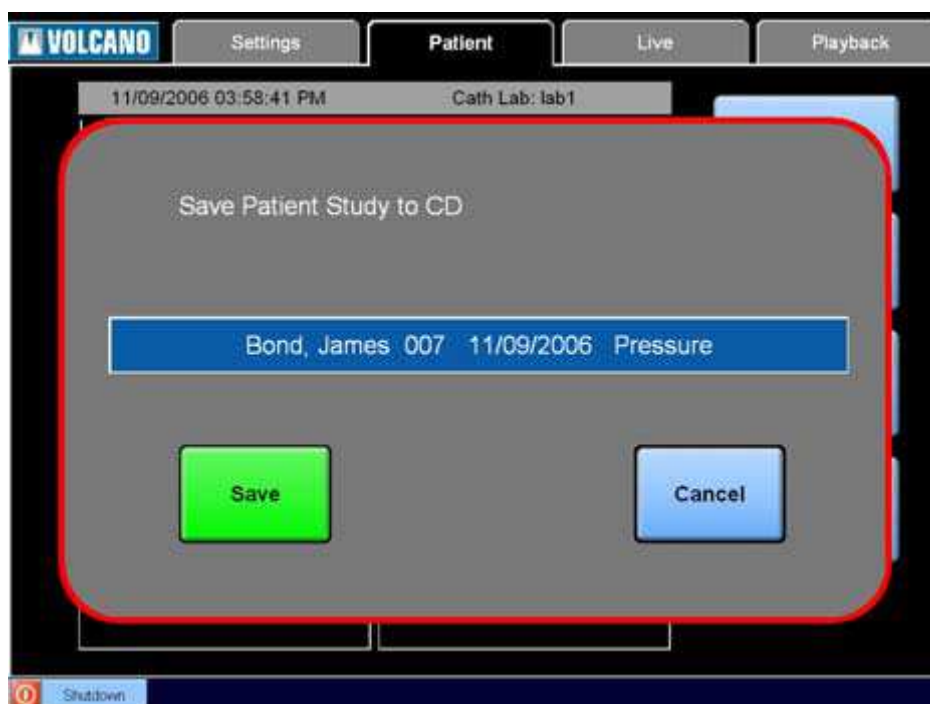 VOLCANO Settings Patient Live Playback
11/09/2006 03:58:41 PM Cath Lab: lab1
Save Patient Study to CD
Bond, James 007 11/09/2006 Pressure
Save Cancel
Shutdown